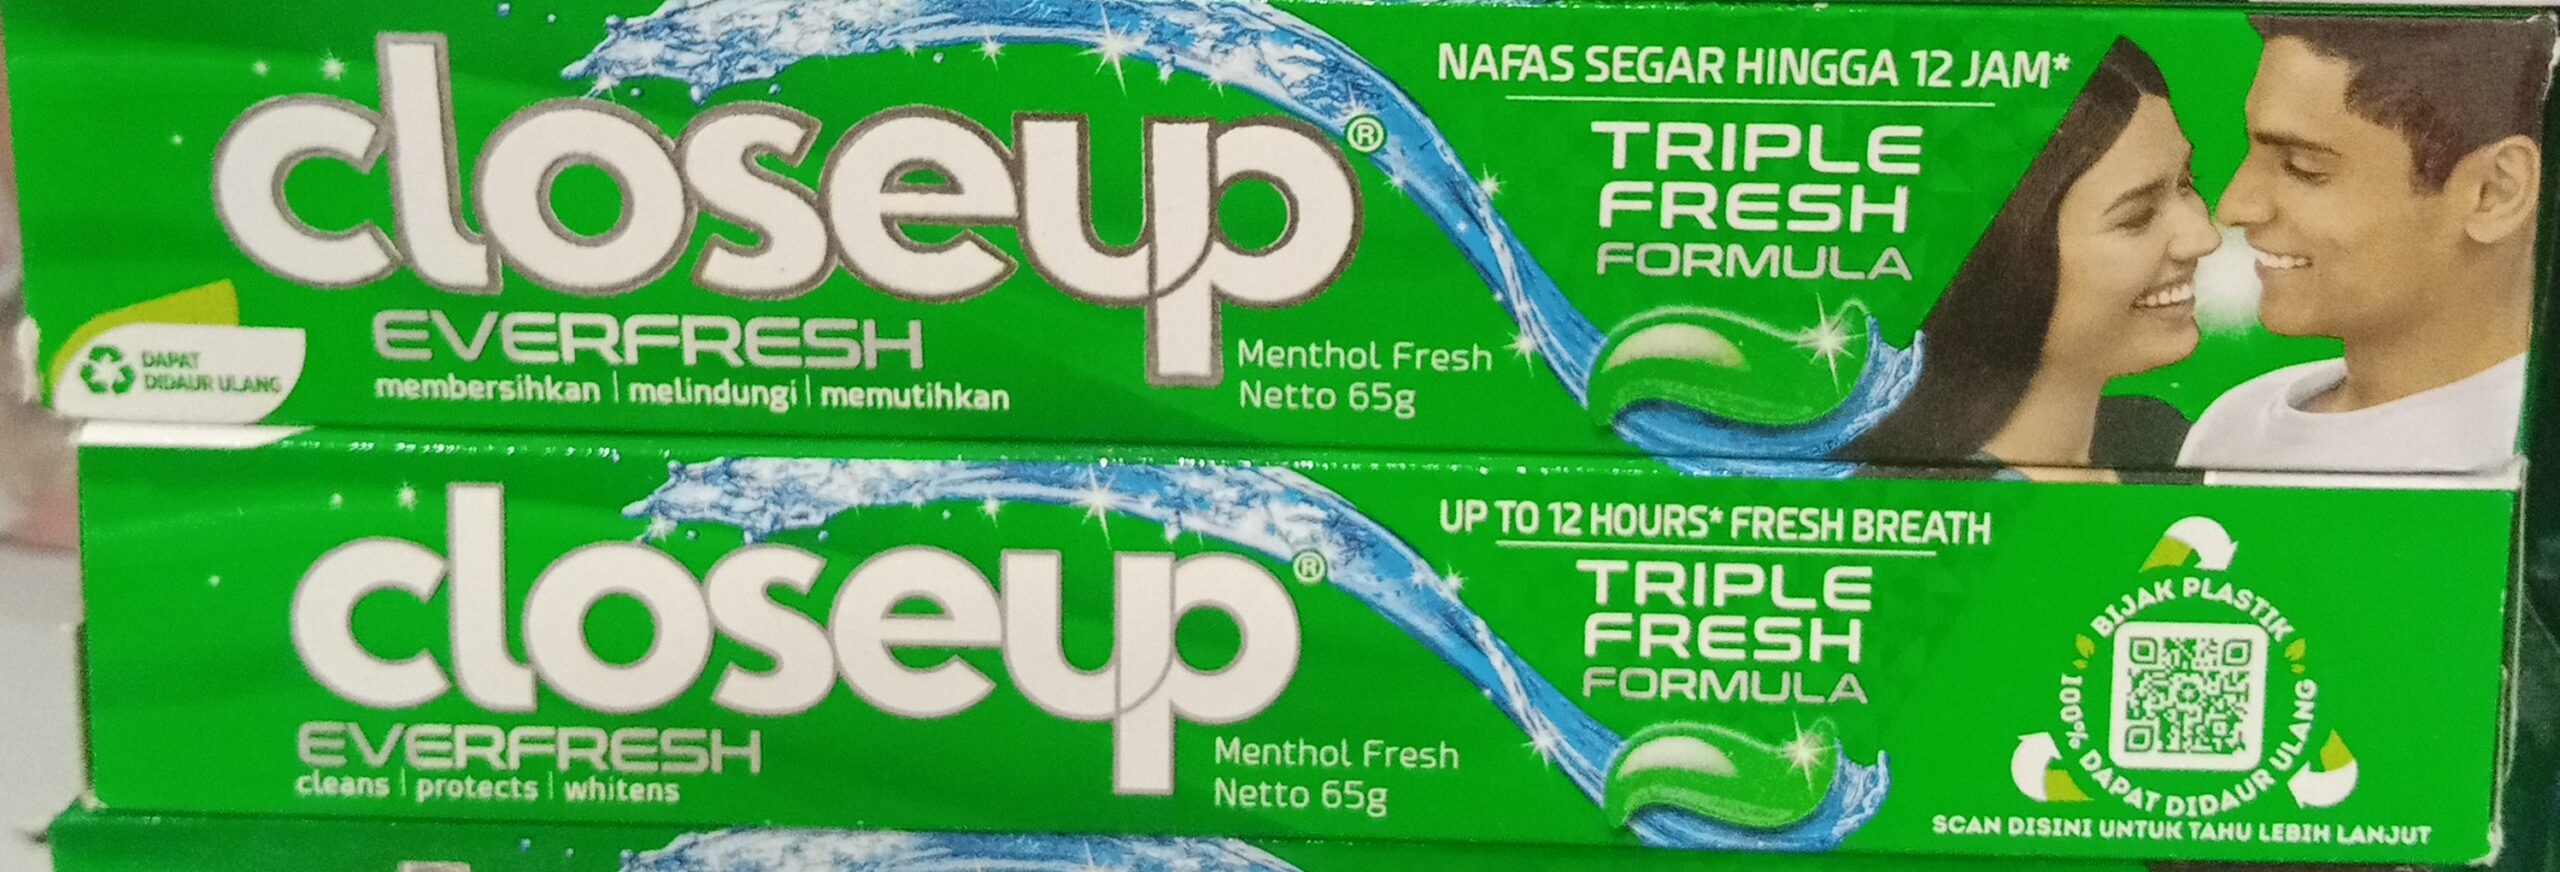 closeup®
EVERFRESH
membersihkan | melindungi | memutihkan
Menthol Fresh
Netto 65g
NAFAS SEGAR HINGGA 12 JAM*
TRIPLE
FRESH
FORMULA
DAPAT
DIDAUR ULANG
closeup®
EVERFRESH
cleans | protects | whitens
Menthol Fresh
Netto 65g
UP TO 12 HOURS* FRESH BREATH
TRIPLE
FRESH
FORMULA
BIJAK PLASTIK
100% DAPAT DIDAUR ULANG
SCAN DISINI UNTUK TAHU LEBIH LANJUT